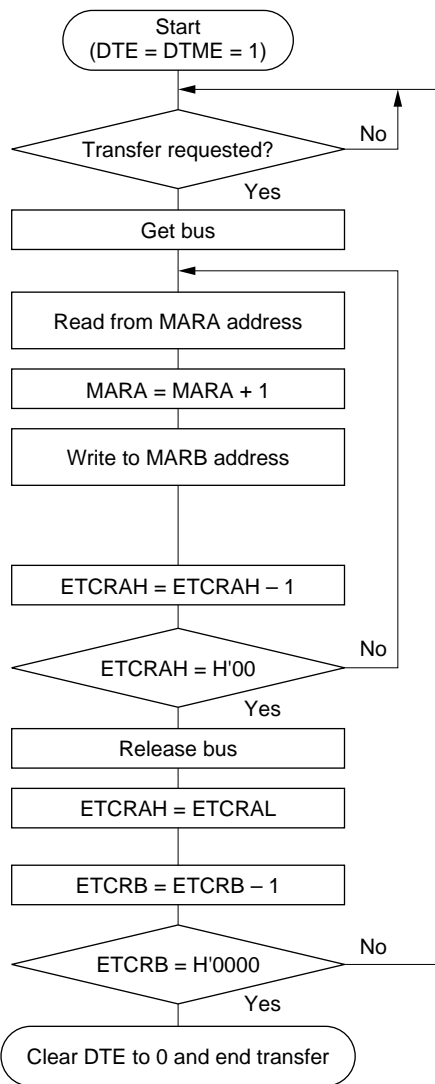 Start
(DTE = DTME = 1)
Transfer requested?
No
Yes
Get bus
Read from MARA address
MARA = MARA + 1
Write to MARB address
ETCRAH = ETCRAH – 1
ETCRAH = H'00
No
Yes
Release bus
ETCRAH = ETCRAL
ETCRB = ETCRB – 1
ETCRB = H'0000
No
Yes
Clear DTE to 0 and end transfer